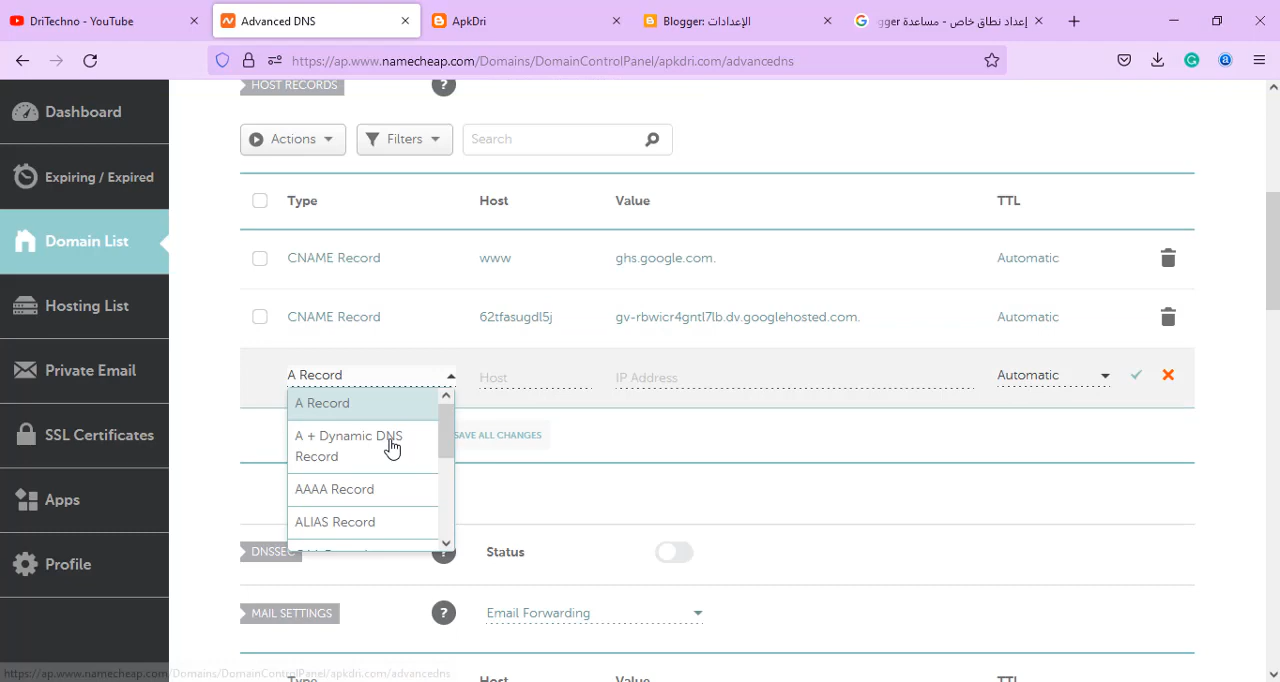 DriTechno - YouTube
Advanced DNS
ApkDri
Blogger: الإعدادات
إعداد نطاق خاص - مساعدة gger
https://ap.www.namecheap.com/Domains/DomainControlPanel/apkdri.com/advancedns
Dashboard
Expiring / Expired
Domain List
Hosting List
Private Email
SSL Certificates
Apps
Profile
HOST RECORDS
?
Actions
Filters
Search
Type Host Value TTL
CNAME Record www ghs.google.com. Automatic
CNAME Record 62tfasugdl5j gv-rbwicr4gntl7lb.dv.googlehosted.com. Automatic
A Record Host IP Address Automatic
A Record
A + Dynamic DNS
Record
AAAA Record
ALIAS Record
SAVE ALL CHANGES
DNSSEC ? Status
MAIL SETTINGS ? Email Forwarding
Type Host Value TTL
https://ap.www.namecheap.com/Domains/DomainControlPanel/apkdri.com/advancedns